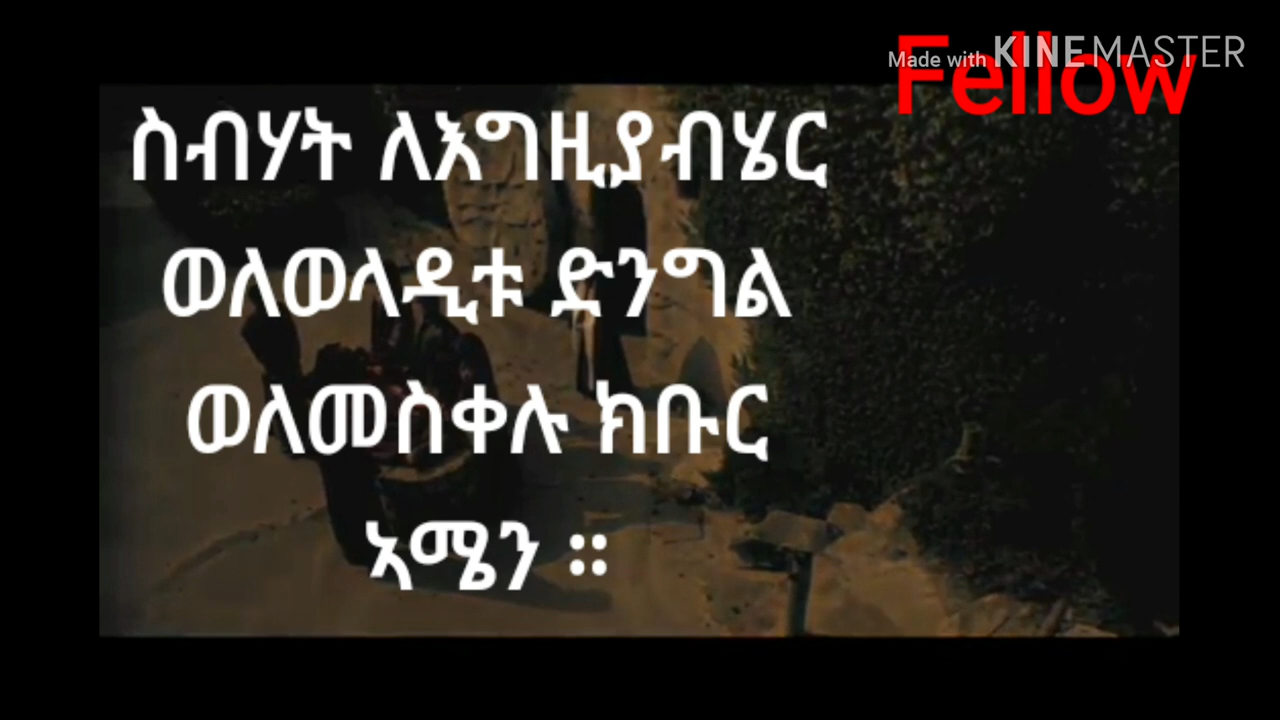 Made with KINEMASTER
Fellow
ስብሃት ለእግዚያብሄር
ወለወላዲቱ ድንግል
ወለመስቀሉ ክቡር
ኣሜን ።